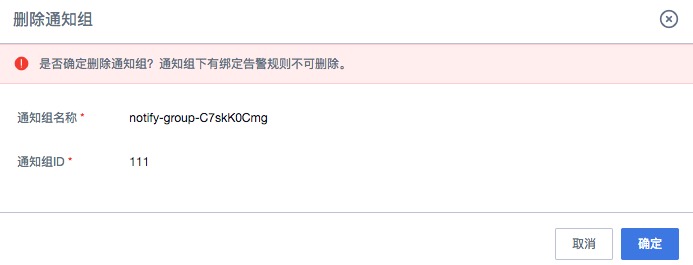 删除通知组
是否确定删除通知组？通知组下有绑定告警规则不可删除。
通知组名称 * notify-group-C7skK0Cmg
通知组ID * 111
取消 确定